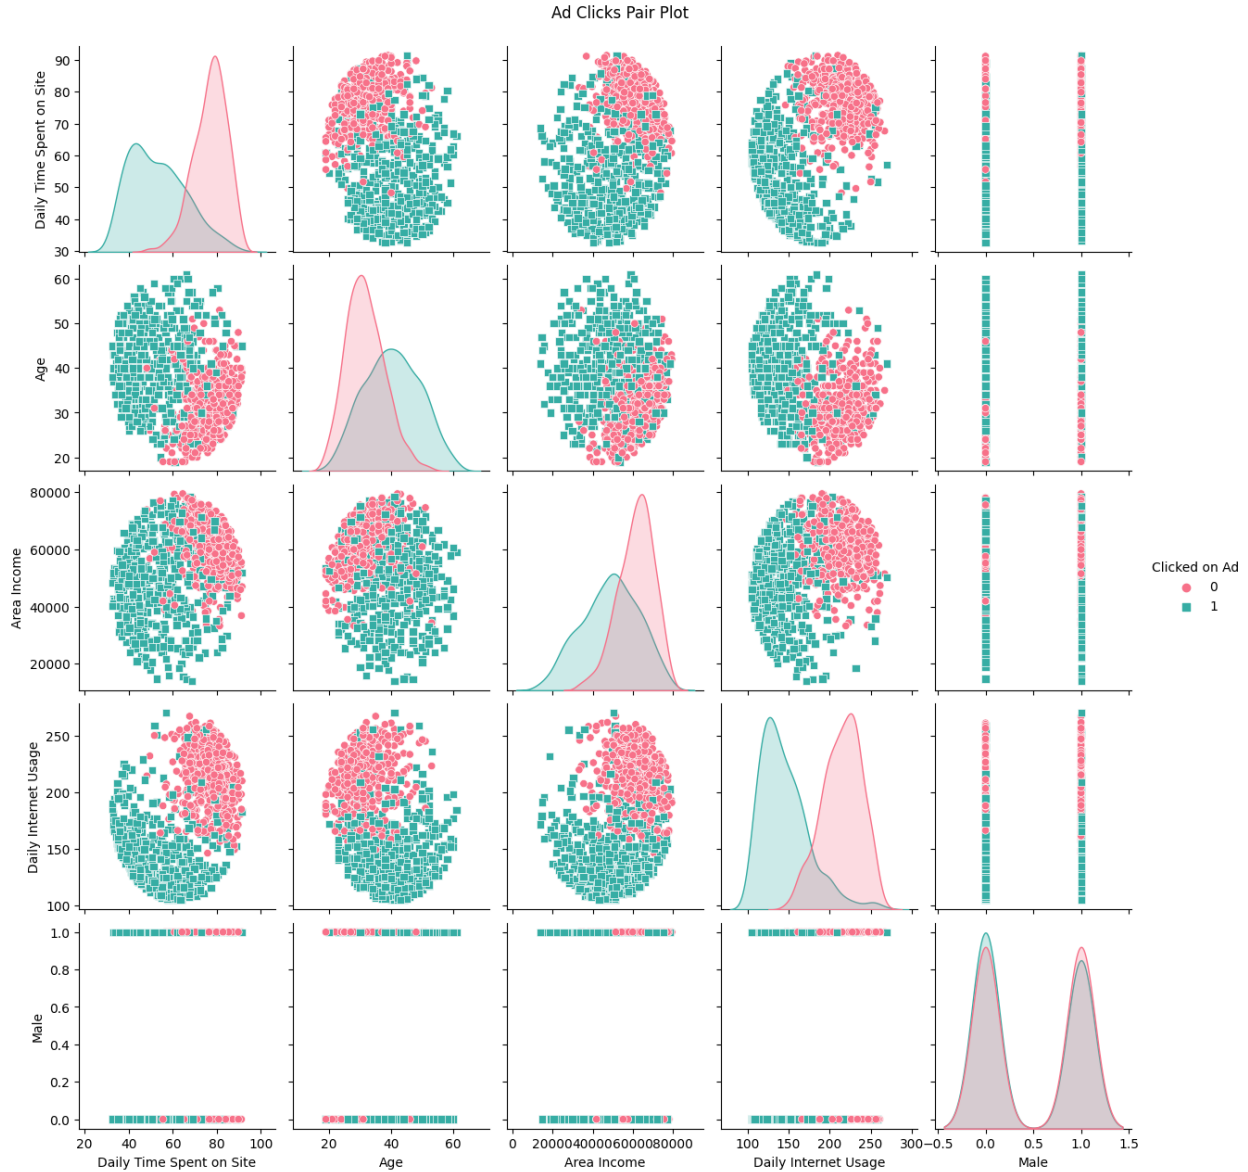 Ad Clicks Pair Plot
90
80
70
60
50
40
30
Daily Time Spent on Site
60
50
40
30
20
Age
80000
60000
40000
20000
Area Income
250
200
150
100
Daily Internet Usage
1.0
0.8
0.6
0.4
0.2
0.0
Male
20 40 60 80 100
Daily Time Spent on Site
20 40 60
Age
0 20000 40000 60000 80000
Area Income
100 150 200 250 300
Daily Internet Usage
−0.5 0.0 0.5 1.0 1.5
Male
Clicked on Ad
0
1